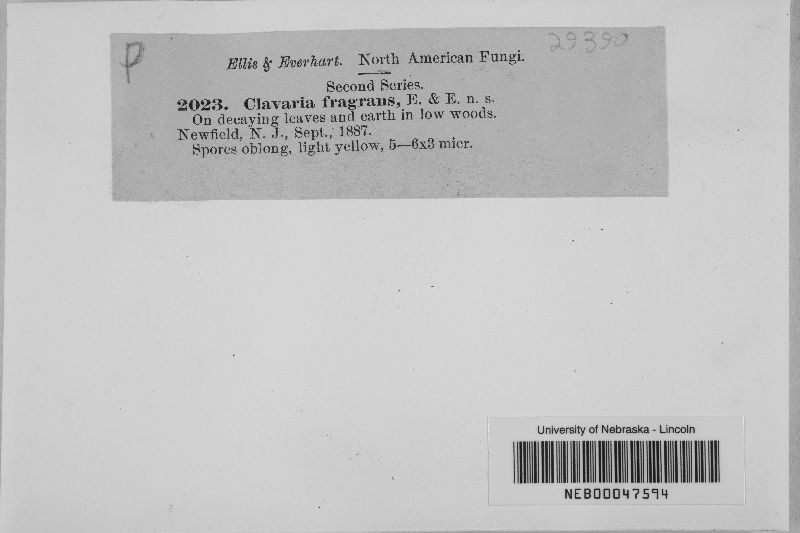 P
29390
Ellis & Everhart. North American Fungi.
Second Series.
2023. Clavaria fragrans, E. & E. n. s.
On decaying leaves and earth in low woods.
Newfield, N. J., Sept., 1887.
Spores oblong, light yellow, 5—6x3 micr.
University of Nebraska - Lincoln
NEB00047594